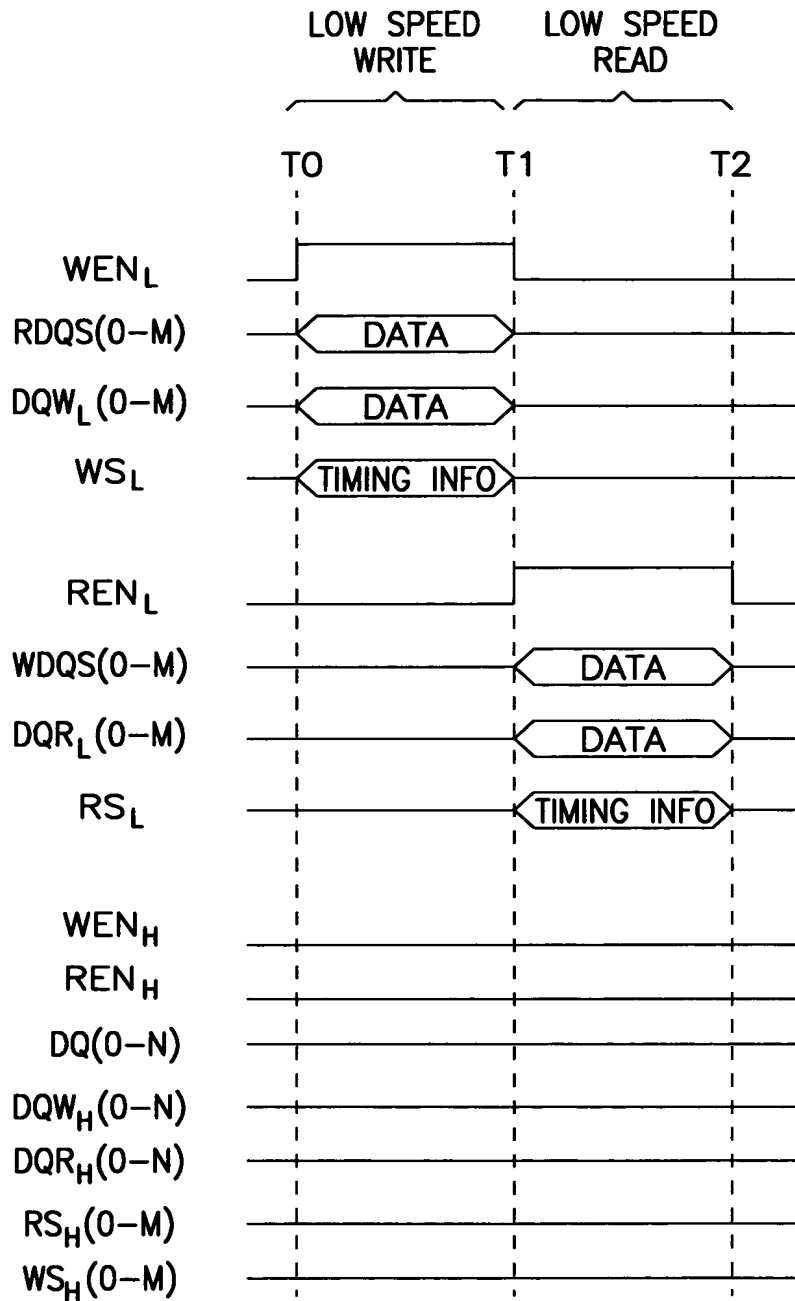 LOW SPEED WRITE LOW SPEED READ
T0 T1 T2
WEN_L
RDQS(0-M) DATA
DQW_L(0-M) DATA
WS_L TIMING INFO
REN_L
WDQS(0-M) DATA
DQR_L(0-M) DATA
RS_L TIMING INFO
WEN_H
REN_H
DQ(0-N)
DQW_H(0-N)
DQR_H(0-N)
RS_H(0-M)
WS_H(0-M)